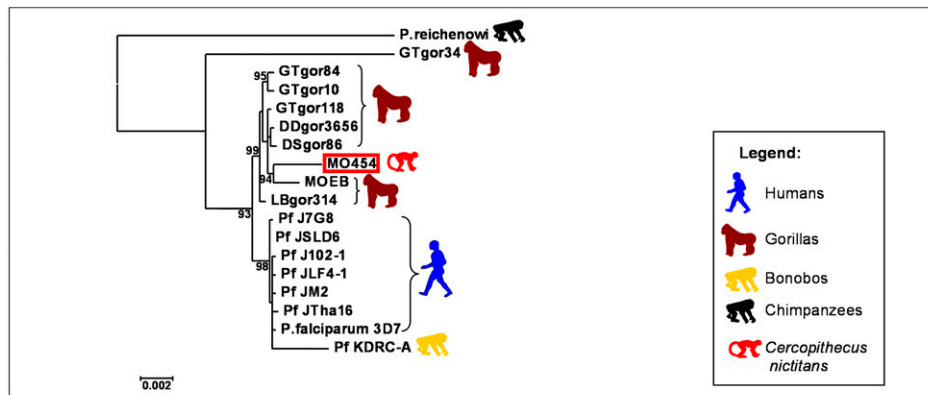 P.reichenowi
GTgor34
GTgor84
95
GTgor10
GTgor118
DDgor3656
99
DSgor86
MO454
94
MOEB
LBgor314
93
Pf J7G8
Pf JSLD6
Pf J102-1
98
Pf JLF4-1
Pf JM2
Pf JTha16
P.falciparum 3D7
Pf KDRC-A
0.002
Legend:
Humans
Gorillas
Bonobos
Chimpanzees
Cercopithecus
nictitans